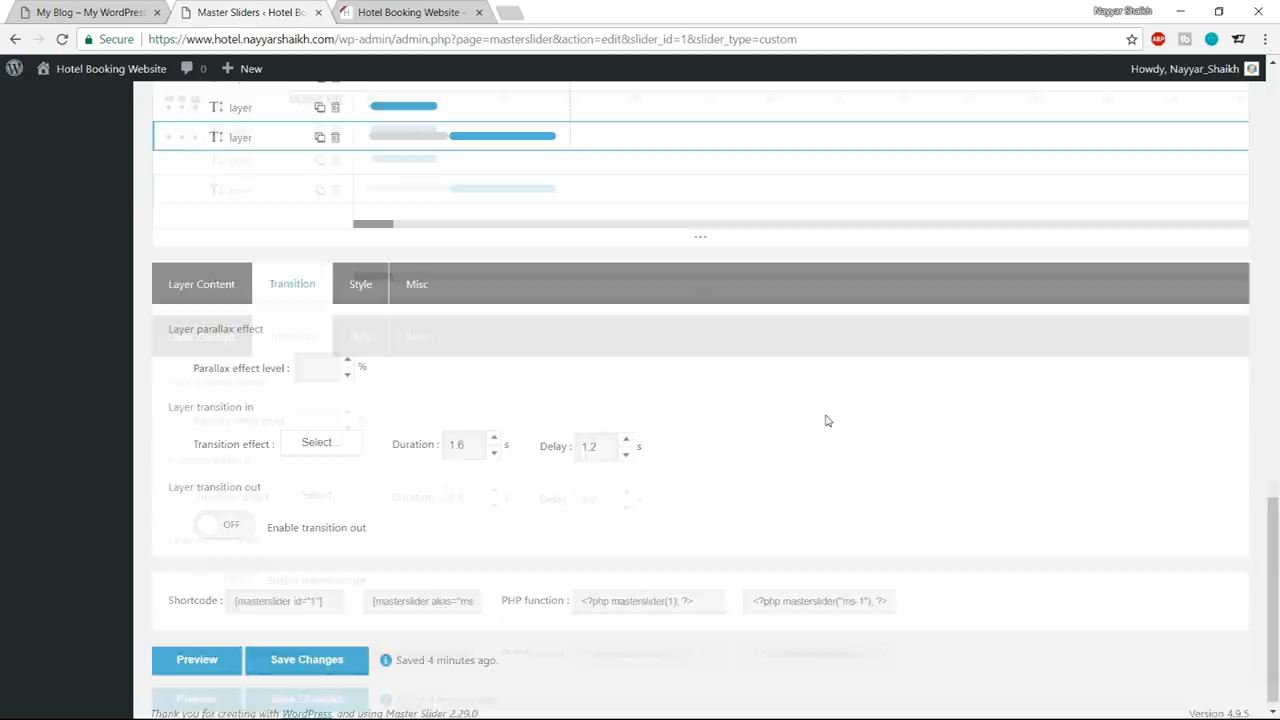 My Blog – My WordPress
Master Sliders ‹ Hotel Bo
Hotel Booking Website –
Nayyar Shaikh
Secure
https://www.hotel.nayyarshaikh.com/wp-admin/admin.php?page=masterslider&action=edit&slider_id=1&slider_type=custom
Hotel Booking Website
0
New
Howdy, Nayyar_Shaikh
layer
layer
layer
layer
Layer Content
Transition
Style
Misc
Layer parallax effect
Parallax effect level :
%
Layer transition in
Transition effect :
Select...
Duration :
1.6
s
Delay :
1.2
s
Layer transition out
OFF
Enable transition out
Shortcode :
[masterslider id="1"]
[masterslider alias="ms
PHP function :
<?php masterslider(1); ?>
<?php masterslider("ms-1"); ?>
Preview
Save Changes
Saved 4 minutes ago.
Thank you for creating with WordPress. and using Master Slider 2.29.0
Version 4.9.5